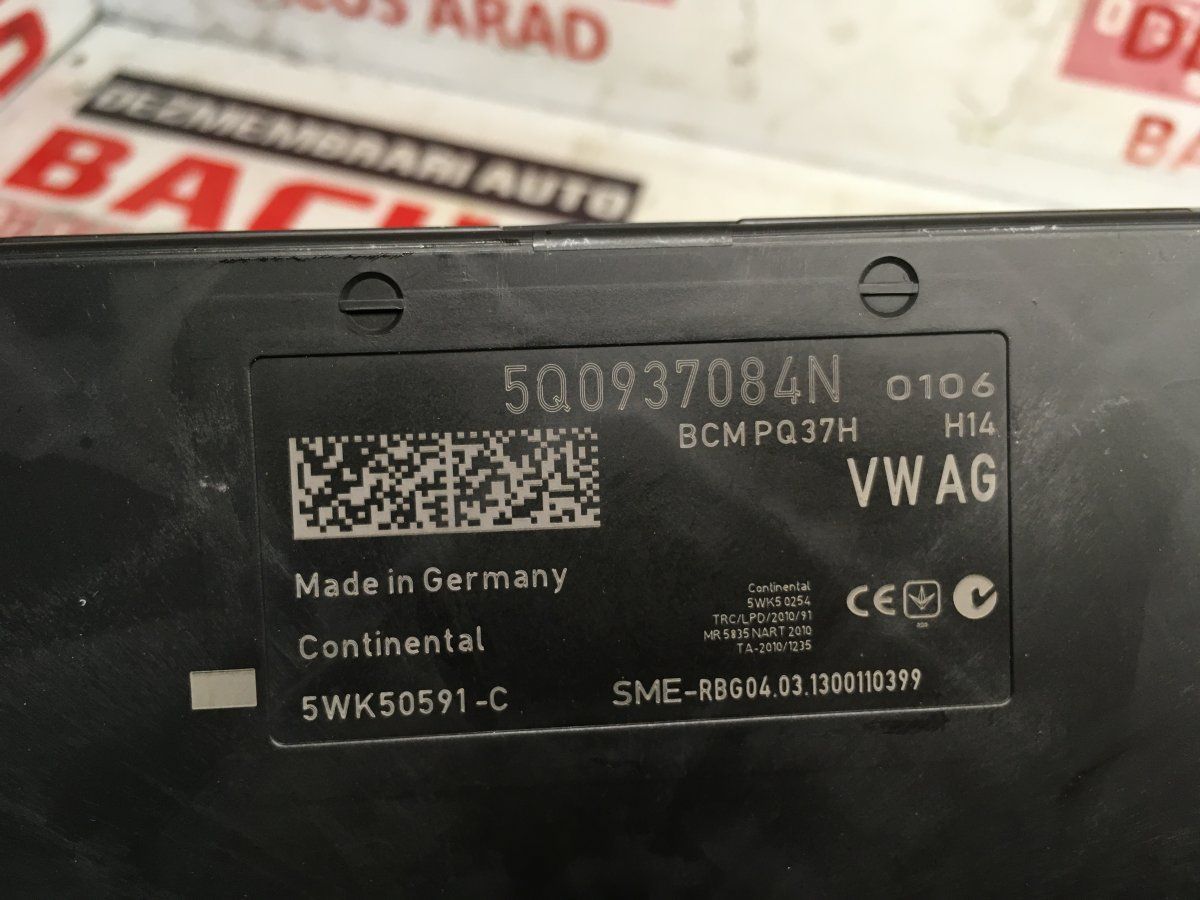 ARAD
DEZMEMBRARI AUTO
5Q0937084N 0106
BCM PQ37H H14
VW AG
Made in Germany
Continental
5WK50591-C
Continental
5WK5 0254
TRC/LPD/2010/91
MR 5835 NART 2010
TA-2010/1235
CE
SME-RBG04.03.1300110399